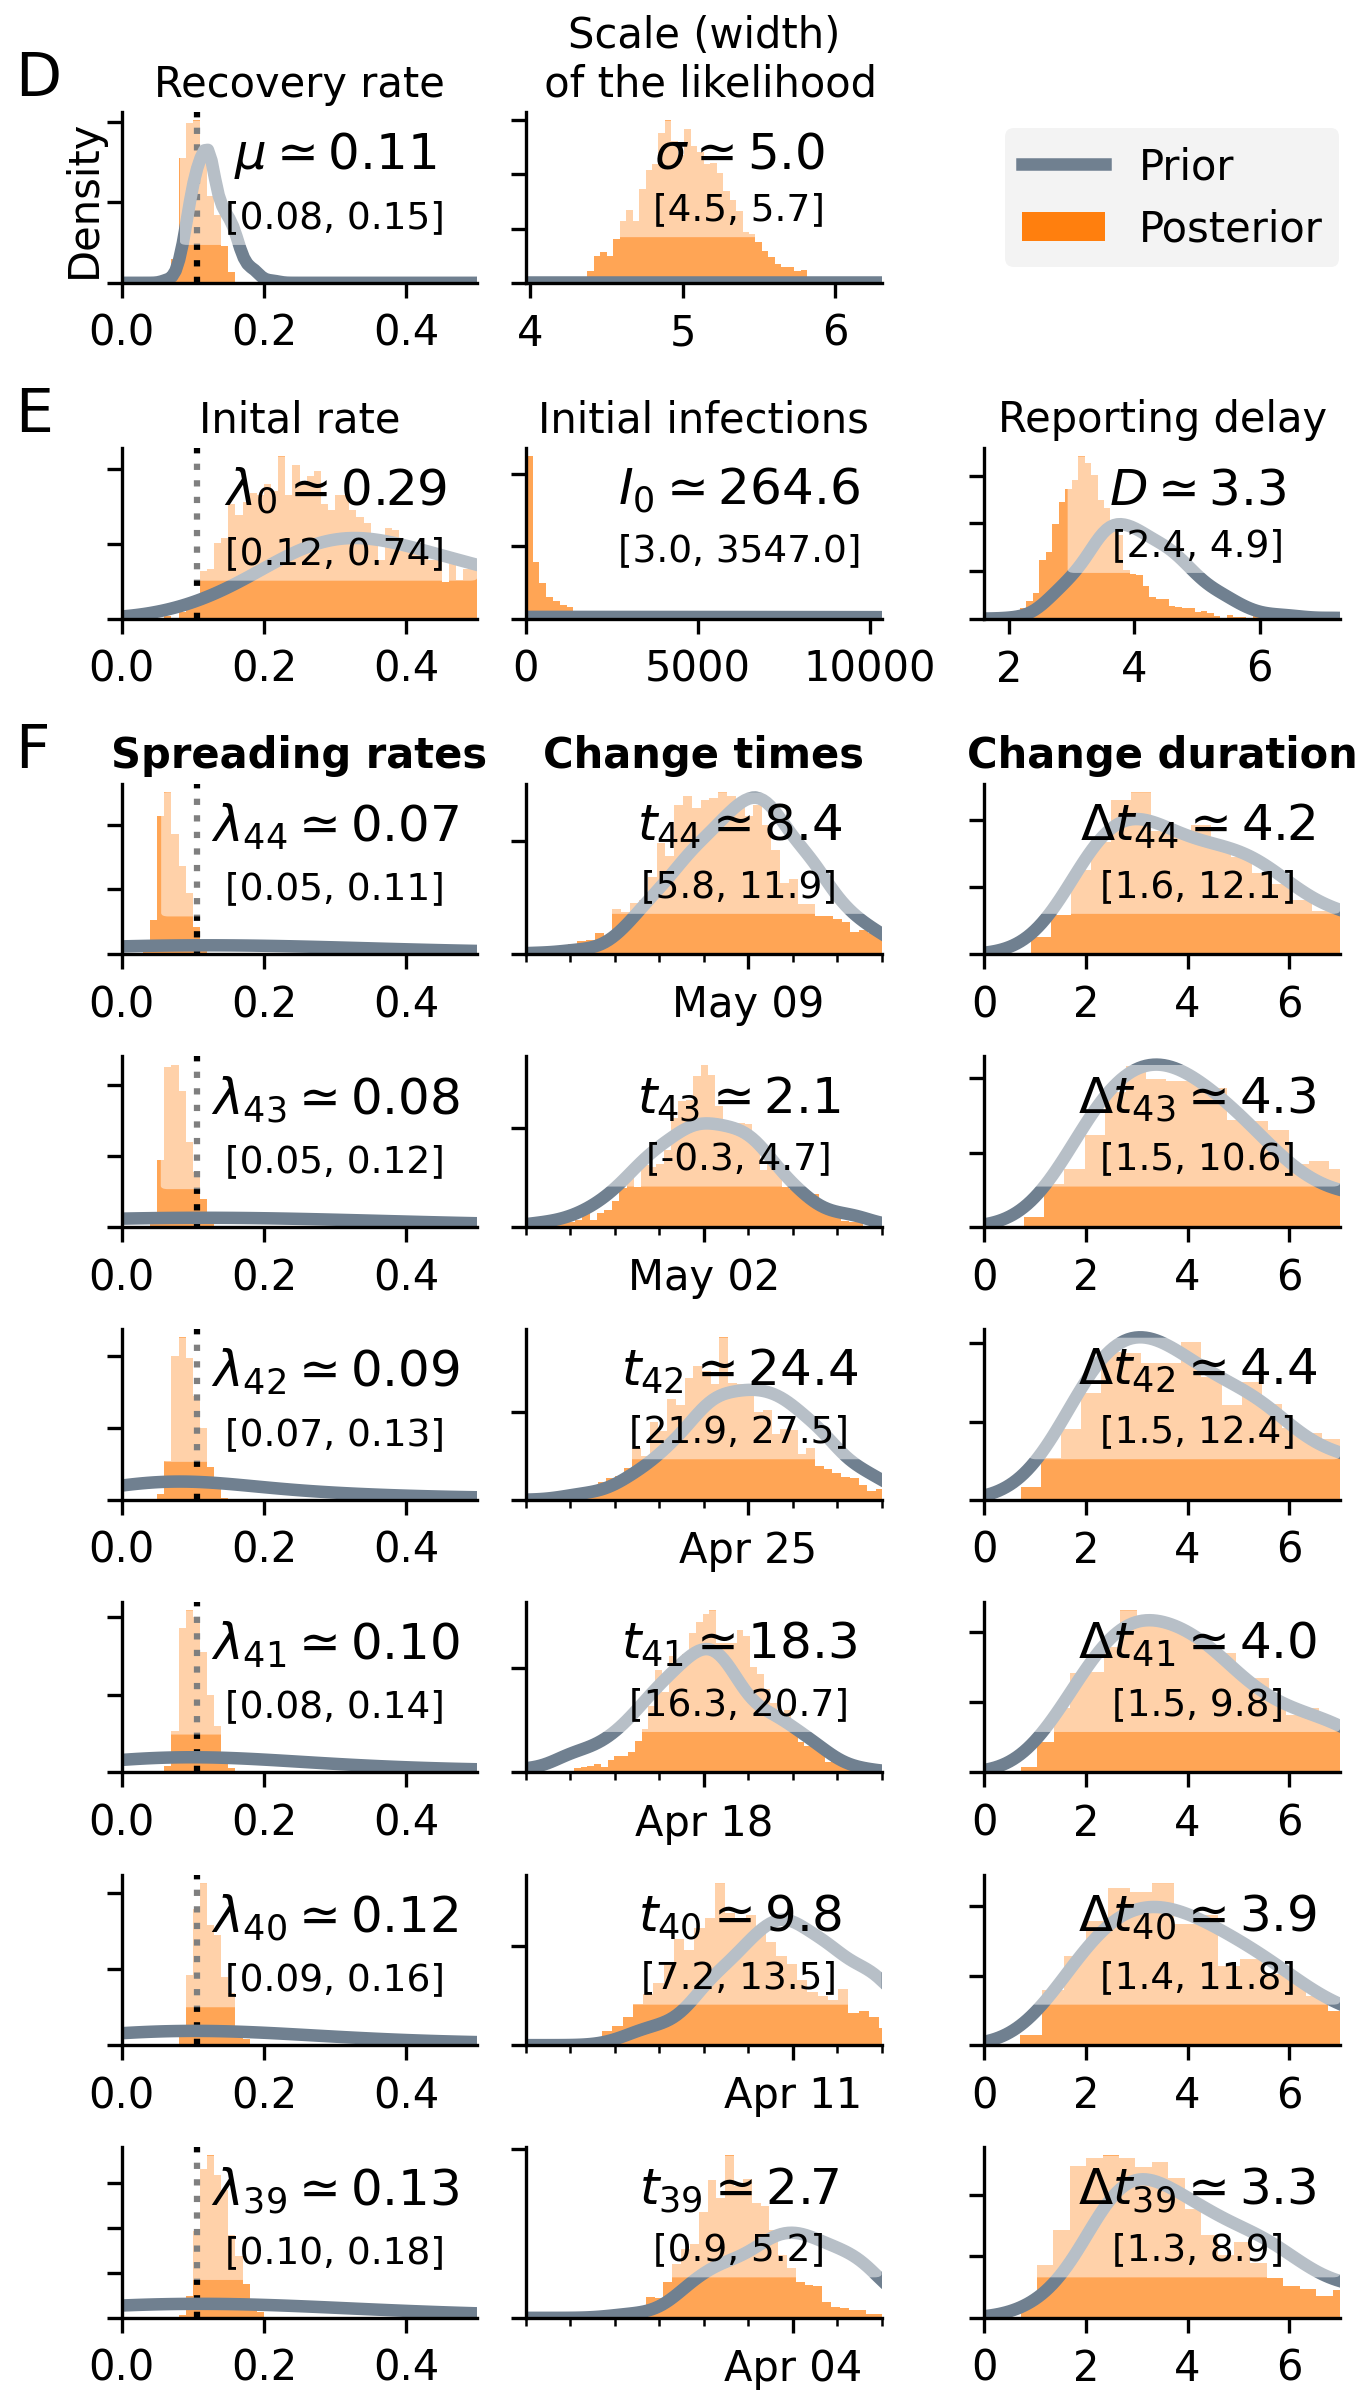 D
Recovery rate
Scale (width)
of the likelihood
Density
μ ≃ 0.11
[0.08, 0.15]
0.0 0.2 0.4
σ ≃ 5.0
[4.5, 5.7]
4 5 6
Prior
Posterior
E
Inital rate
λ0 ≃ 0.29
[0.12, 0.74]
0.0 0.2 0.4
Initial infections
I0 ≃ 264.6
[3.0, 3547.0]
0 5000 10000
Reporting delay
D ≃ 3.3
[2.4, 4.9]
2 4 6
F
Spreading rates
Change times
Change duration
λ44 ≃ 0.07
[0.05, 0.11]
0.0 0.2 0.4
t44 ≃ 8.4
[5.8, 11.9]
May 09
Δt44 ≃ 4.2
[1.6, 12.1]
0 2 4 6
λ43 ≃ 0.08
[0.05, 0.12]
0.0 0.2 0.4
t43 ≃ 2.1
[-0.3, 4.7]
May 02
Δt43 ≃ 4.3
[1.5, 10.6]
0 2 4 6
λ42 ≃ 0.09
[0.07, 0.13]
0.0 0.2 0.4
t42 ≃ 24.4
[21.9, 27.5]
Apr 25
Δt42 ≃ 4.4
[1.5, 12.4]
0 2 4 6
λ41 ≃ 0.10
[0.08, 0.14]
0.0 0.2 0.4
t41 ≃ 18.3
[16.3, 20.7]
Apr 18
Δt41 ≃ 4.0
[1.5, 9.8]
0 2 4 6
λ40 ≃ 0.12
[0.09, 0.16]
0.0 0.2 0.4
t40 ≃ 9.8
[7.2, 13.5]
Apr 11
Δt40 ≃ 3.9
[1.4, 11.8]
0 2 4 6
λ39 ≃ 0.13
[0.10, 0.18]
0.0 0.2 0.4
t39 ≃ 2.7
[0.9, 5.2]
Apr 04
Δt39 ≃ 3.3
[1.3, 8.9]
0 2 4 6